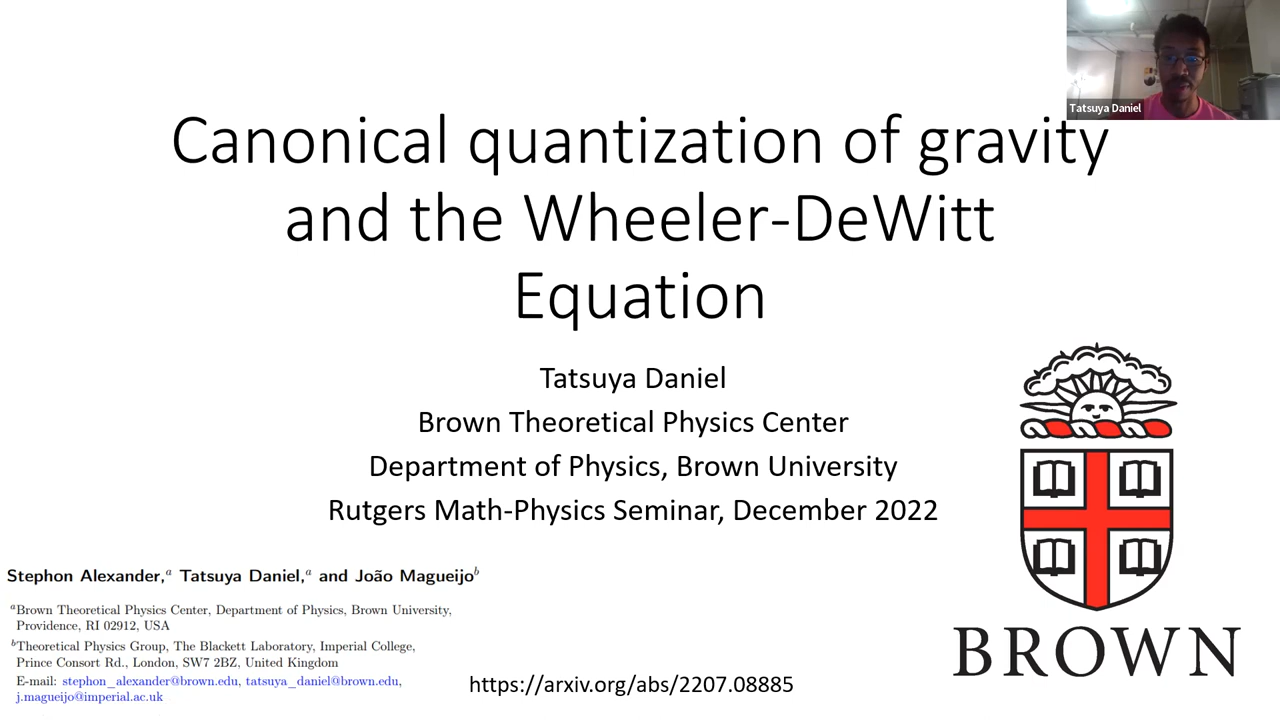 Tatsuya Daniel
Canonical quantization of gravity
and the Wheeler-DeWitt
Equation
Tatsuya Daniel
Brown Theoretical Physics Center
Department of Physics, Brown University
Rutgers Math-Physics Seminar, December 2022
Stephon Alexander,ᵃ Tatsuya Daniel,ᵃ and João Magueijoᵇ
ᵃBrown Theoretical Physics Center, Department of Physics, Brown University,
Providence, RI 02912, USA
ᵇTheoretical Physics Group, The Blackett Laboratory, Imperial College,
Prince Consort Rd., London, SW7 2BZ, United Kingdom
E-mail: stephon_alexander@brown.edu, tatsuya_daniel@brown.edu,
j.magueijo@imperial.ac.uk
https://arxiv.org/abs/2207.08885
BROWN